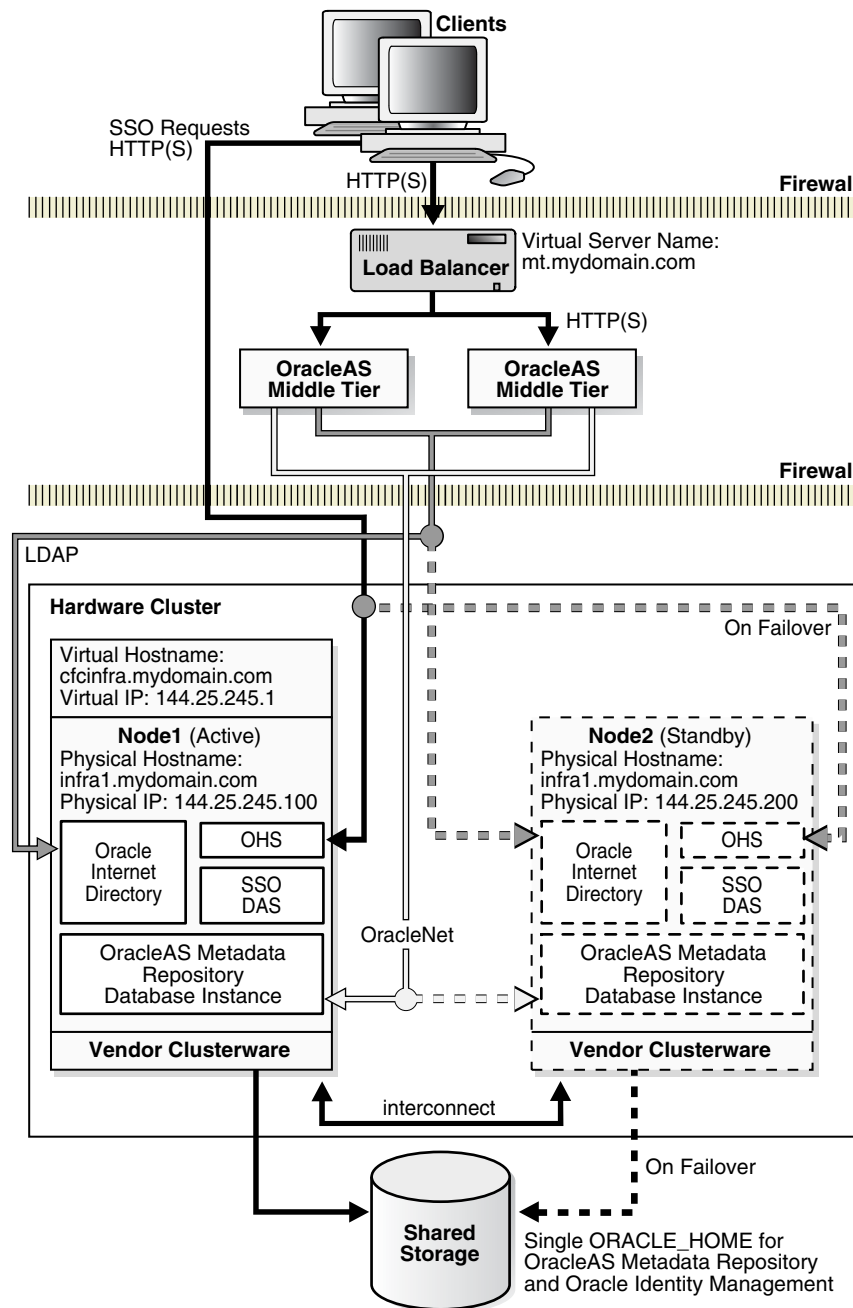 Clients
SSO Requests
HTTP(S)
HTTP(S)
Firewal
Virtual Server Name:
mt.mydomain.com
Load Balancer
HTTP(S)
OracleAS
Middle Tier
OracleAS
Middle Tier
Firewal
LDAP
Hardware Cluster
On Failover
Virtual Hostname:
cfcinfra.mydomain.com
Virtual IP: 144.25.245.1
Node1 (Active)
Physical Hostname:
infra1.mydomain.com
Physical IP: 144.25.245.100
Oracle
Internet
Directory
OHS
SSO
DAS
OracleAS Metadata
Repository
Database Instance
Vendor Clusterware
OracleNet
Node2 (Standby)
Physical Hostname:
infra1.mydomain.com
Physical IP: 144.25.245.200
Oracle
Internet
Directory
OHS
SSO
DAS
OracleAS Metadata
Repository
Database Instance
Vendor Clusterware
interconnect
On Failover
Shared
Storage
Single ORACLE_HOME for
OracleAS Metadata Repository
and Oracle Identity Management